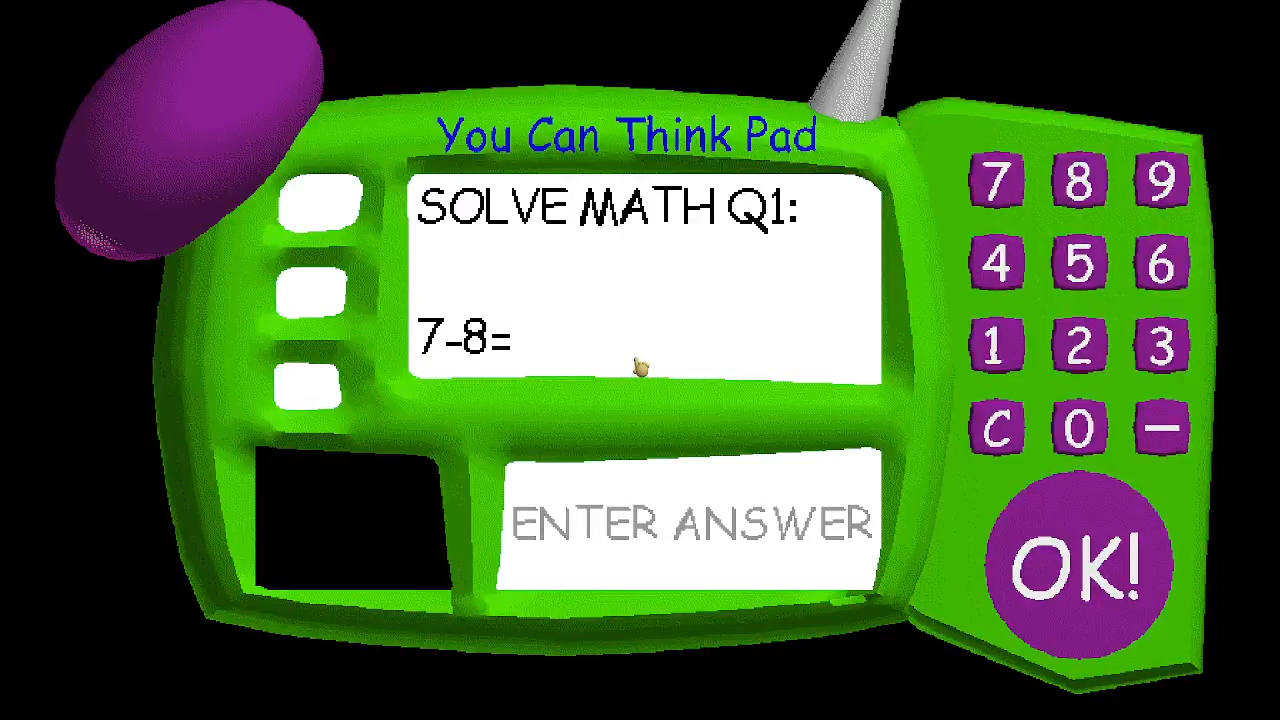 You Can Think Pad
SOLVE MATH Q1:
7-8=
ENTER ANSWER
7 8 9
4 5 6
1 2 3
C 0 –
OK!